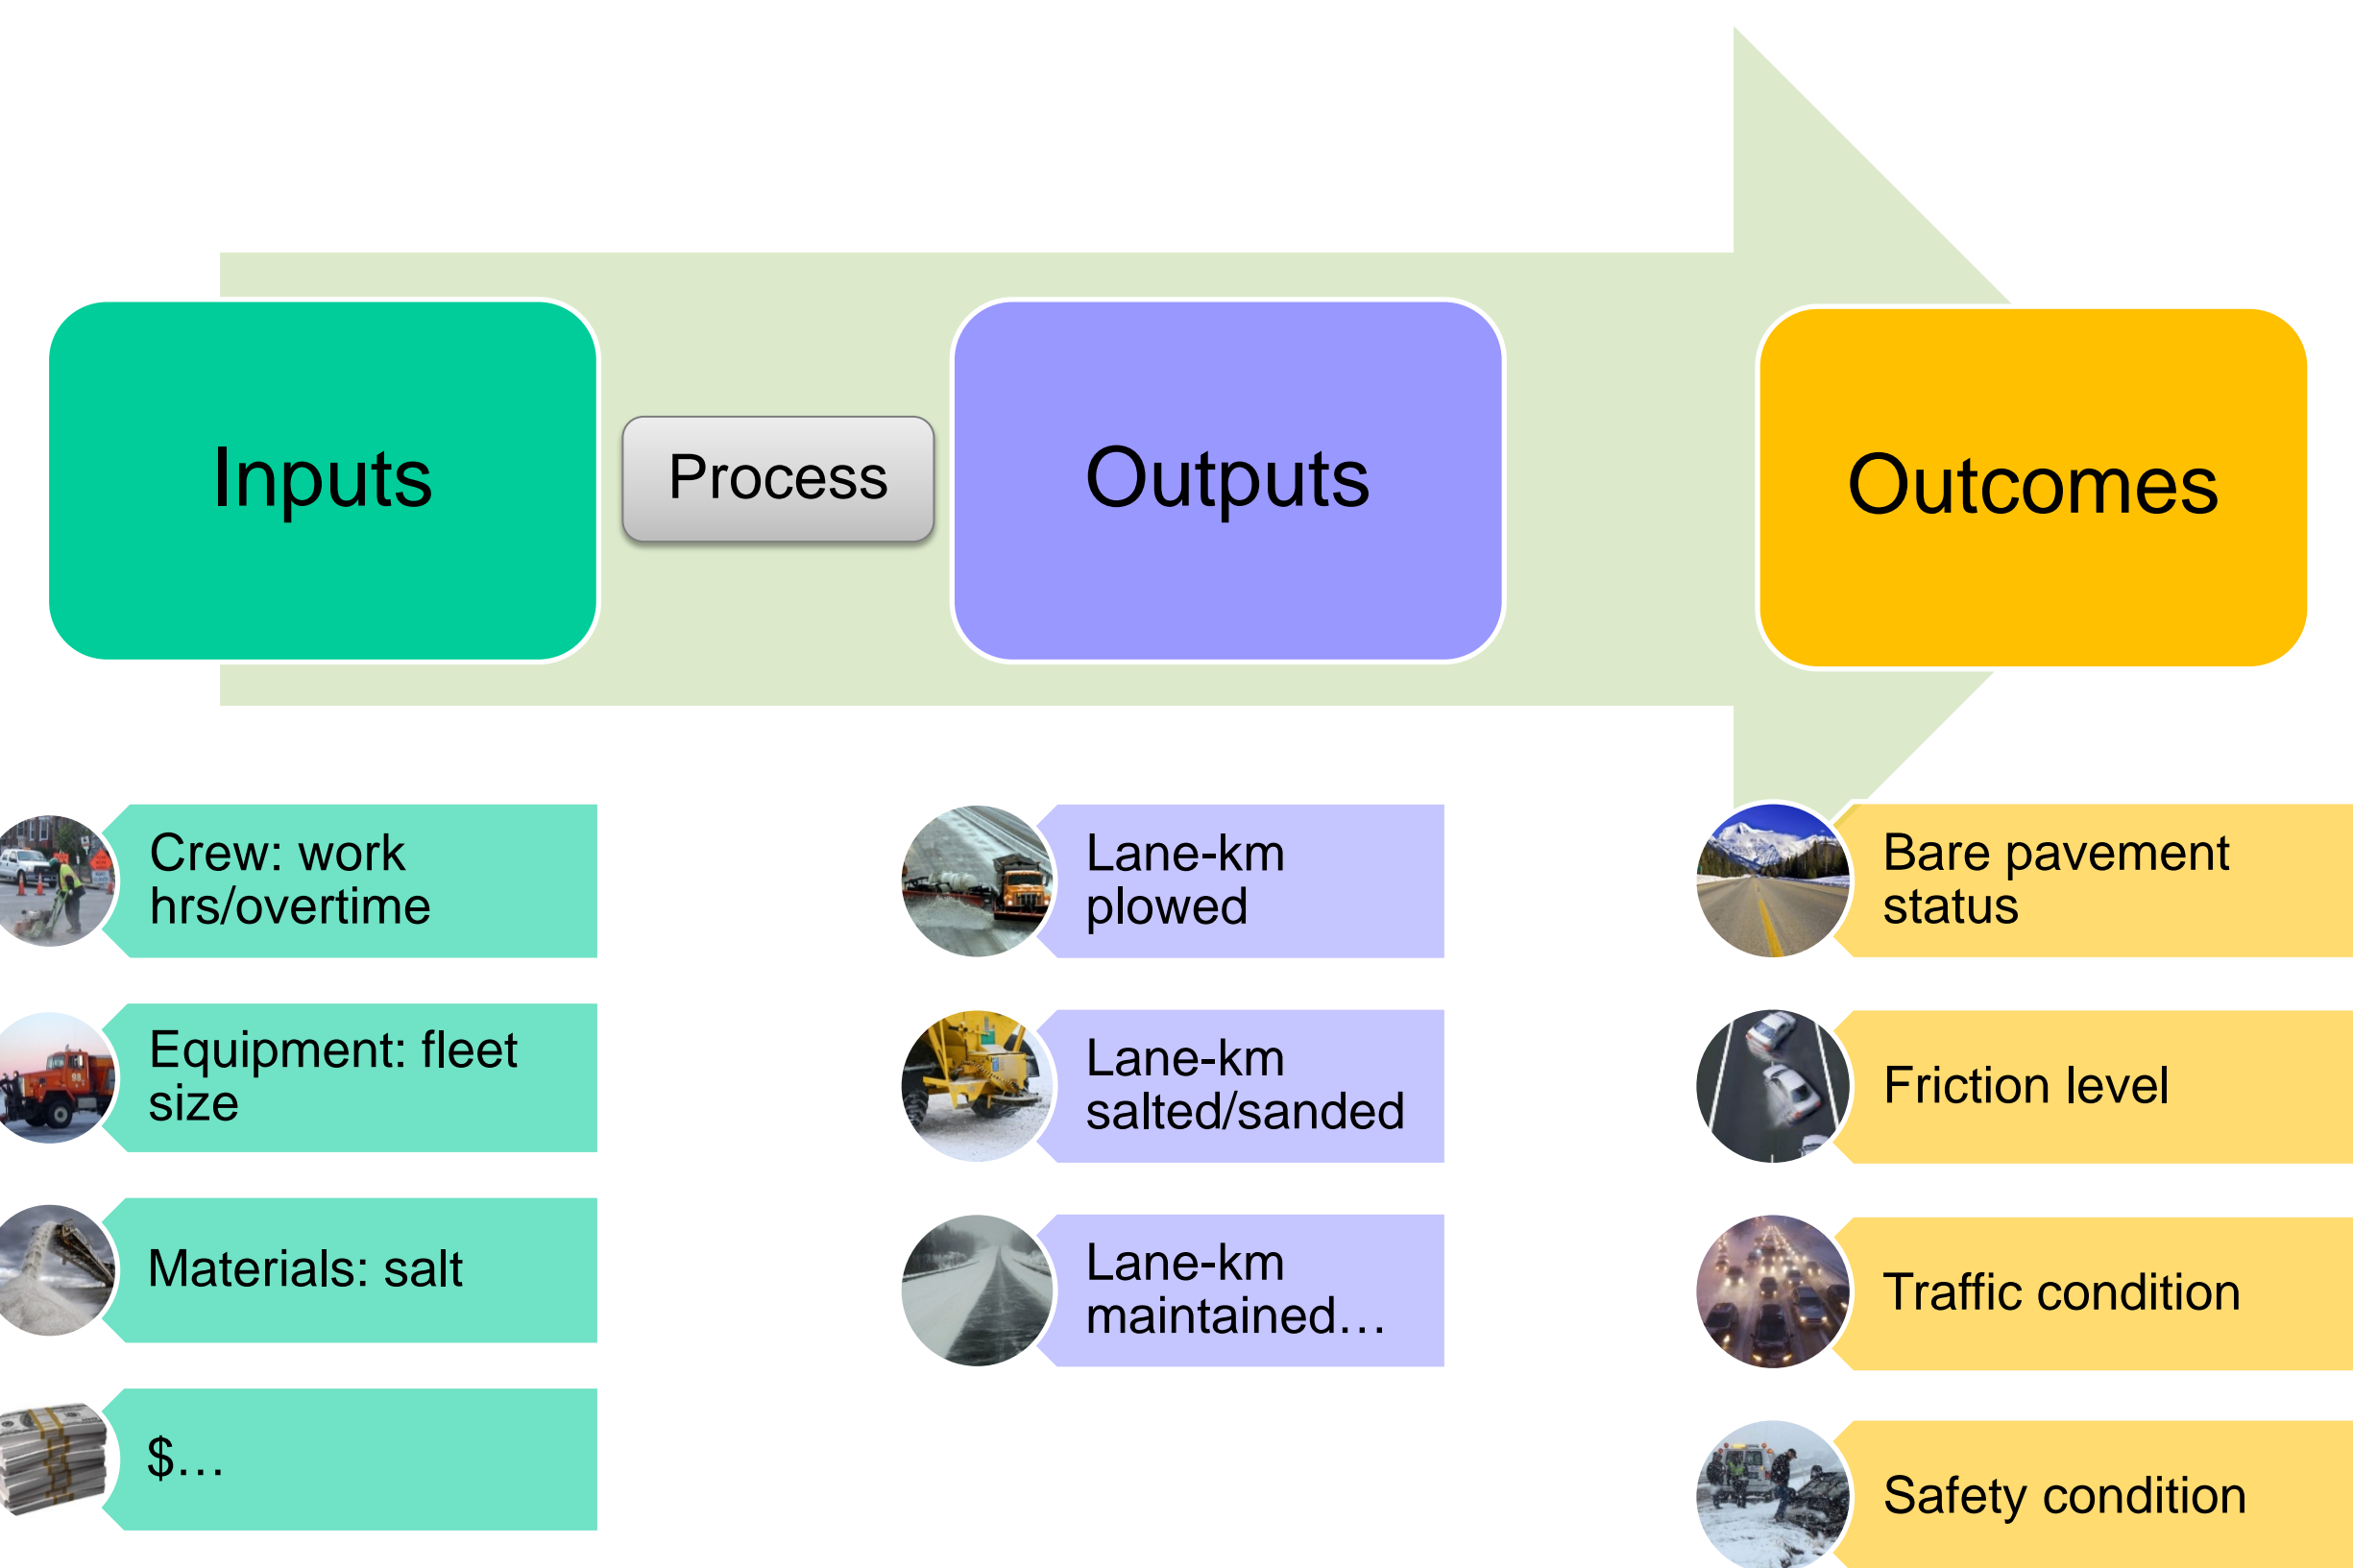 Inputs
Process
Outputs
Outcomes
Crew: work
hrs/overtime
Equipment: fleet
size
Materials: salt
$…
Lane-km
plowed
Lane-km
salted/sanded
Lane-km
maintained…
Bare pavement
status
Friction level
Traffic condition
Safety condition